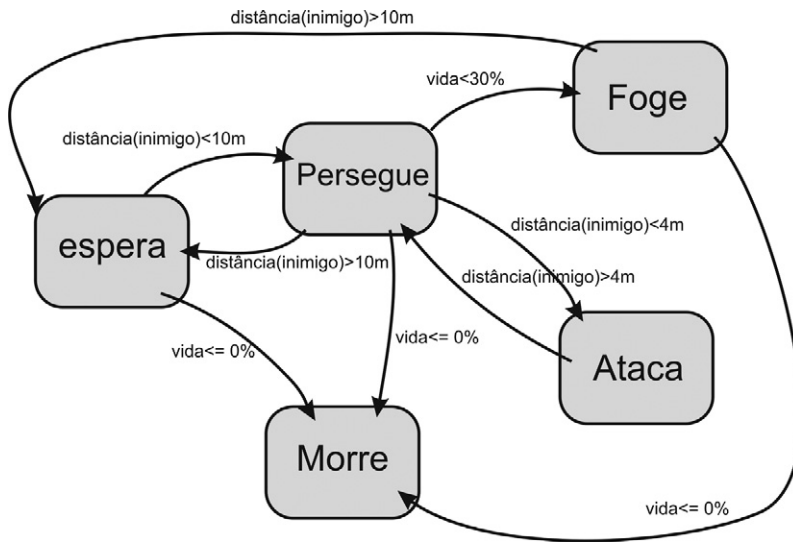 distância(inimigo)>10m
vida<30%
Foge
distância(inimigo)<10m
Persegue
espera
distância(inimigo)<4m
distância(inimigo)>10m
distância(inimigo)>4m
vida<= 0%
vida<= 0%
Ataca
Morre
vida<= 0%